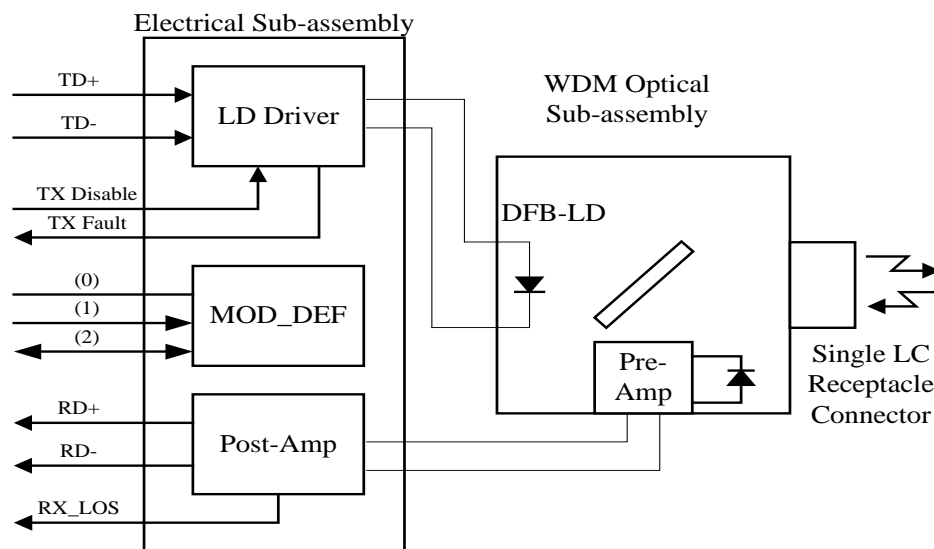 Electrical Sub-assembly
TD+
TD-
LD Driver
TX Disable
TX Fault
(0)
(1)
(2)
MOD_DEF
RD+
RD-
Post-Amp
RX_LOS
WDM Optical
Sub-assembly
DFB-LD
Pre-
Amp
Single LC
Receptacle
Connector